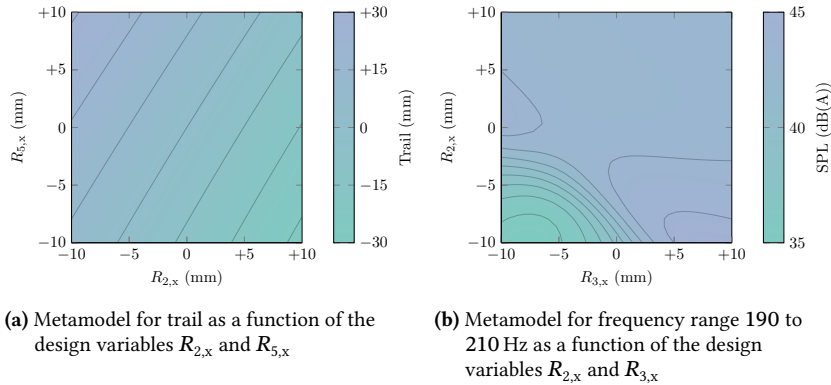 +10
+5
0
−5
−10
−10
−5
0
+5
+10
R5,x (mm)
R2,x (mm)
+30
+15
0
−15
−30
Trail (mm)
+10
+5
0
−5
−10
−10
−5
0
+5
+10
R2,x (mm)
R3,x (mm)
45
40
35
SPL (dB(A))
(a) Metamodel for trail as a function of the
design variables R2,x and R5,x
(b) Metamodel for frequency range 190 to
210 Hz as a function of the design
variables R2,x and R3,x